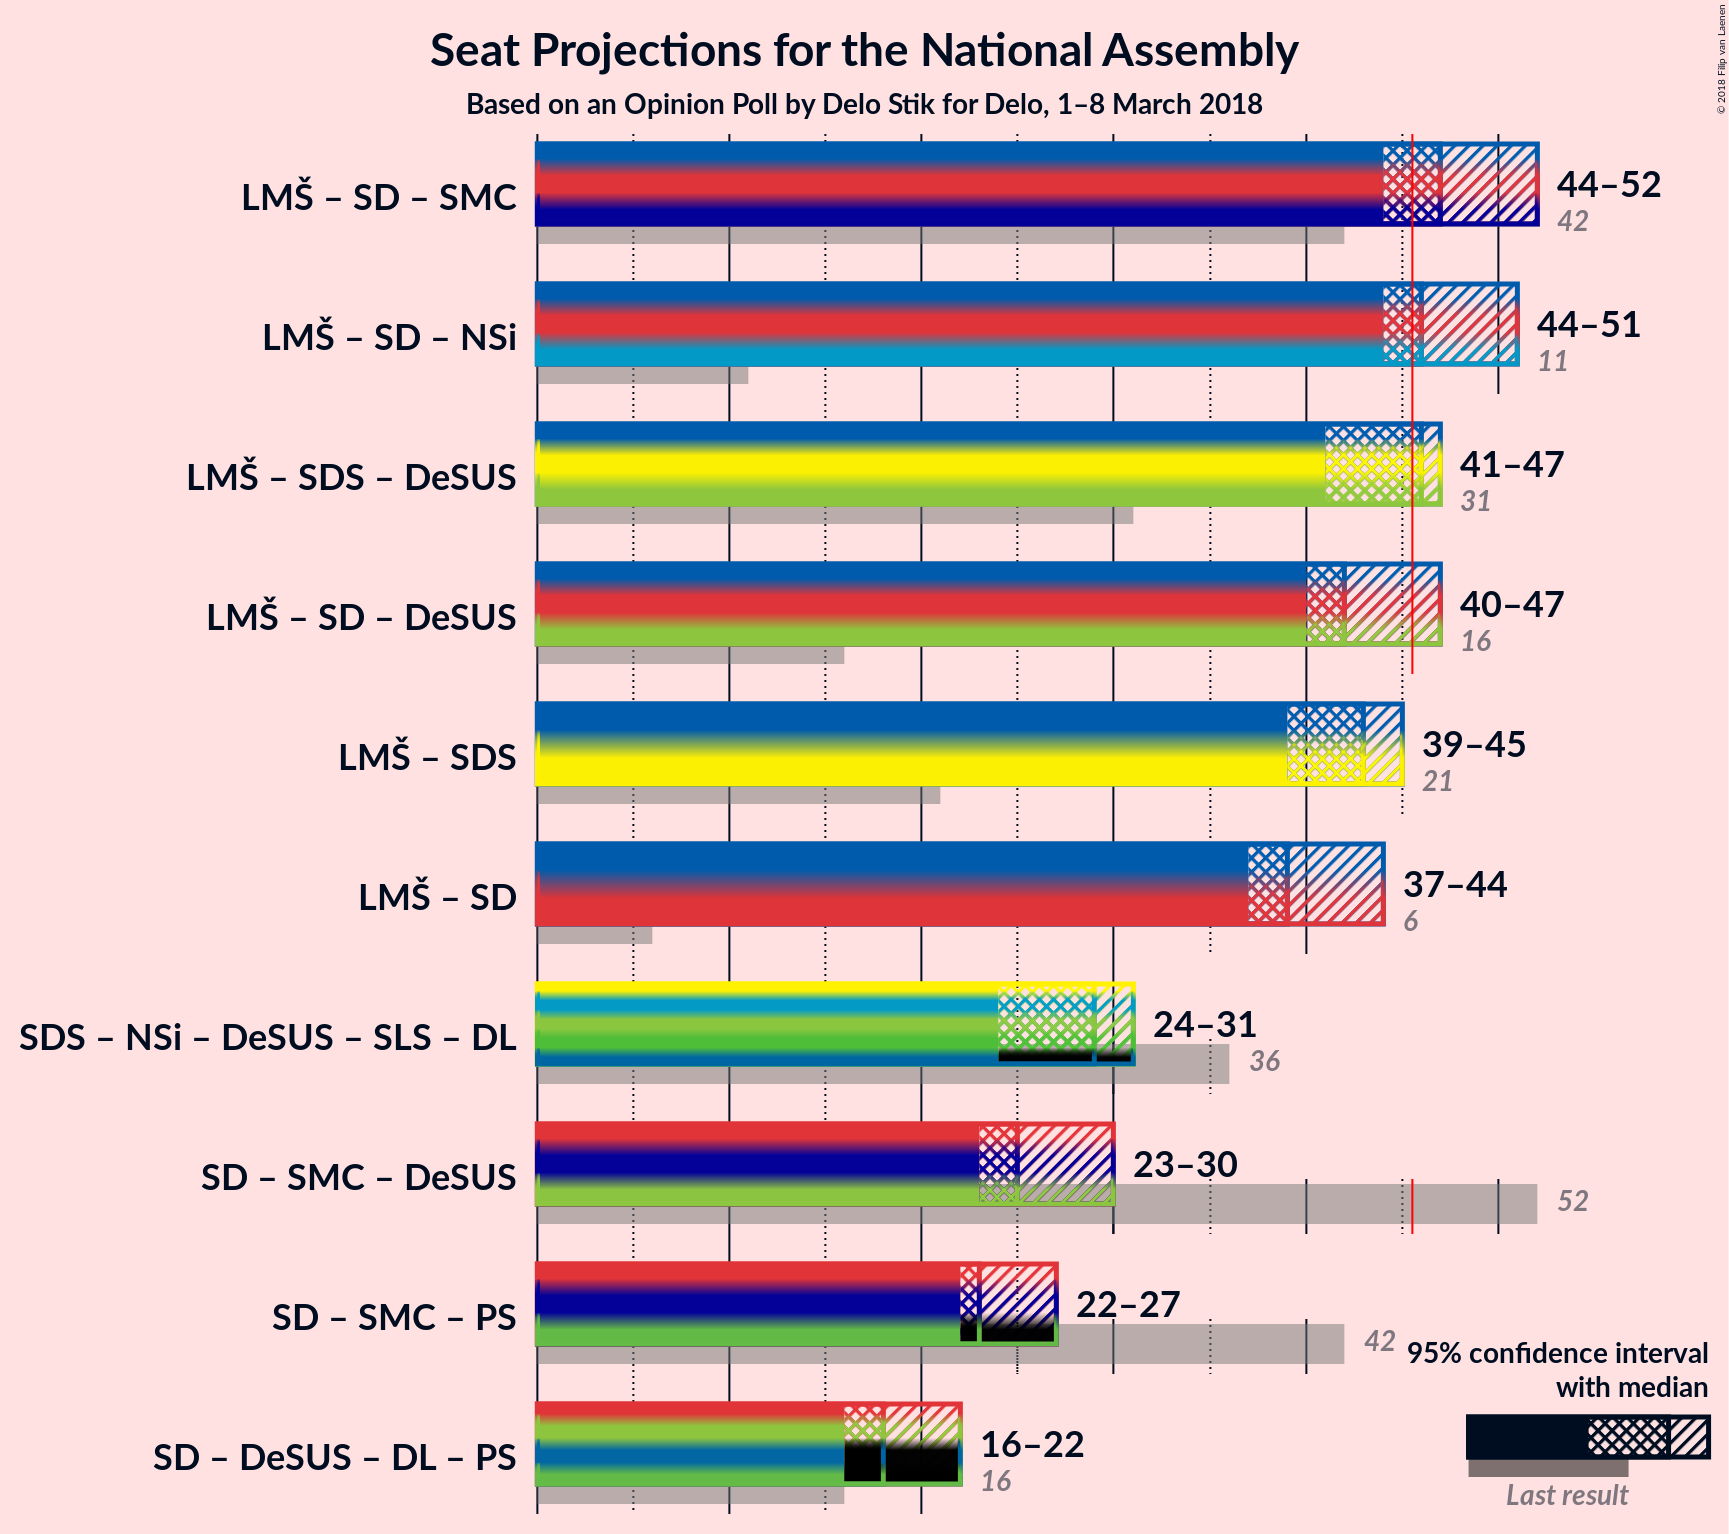 Seat Projections for the National Assembly
Based on an Opinion Poll by Delo Stik for Delo, 1–8 March 2018
© 2018 Filip van Laenen
LMŠ – SD – SMC
44–52
42
LMŠ – SD – NSi
44–51
11
LMŠ – SDS – DeSUS
41–47
31
LMŠ – SD – DeSUS
40–47
16
LMŠ – SDS
39–45
21
LMŠ – SD
37–44
6
SDS – NSi – DeSUS – SLS – DL
24–31
36
SD – SMC – DeSUS
23–30
52
SD – SMC – PS
22–27
42
SD – DeSUS – DL – PS
16–22
16
95% confidence interval
with median
Last result